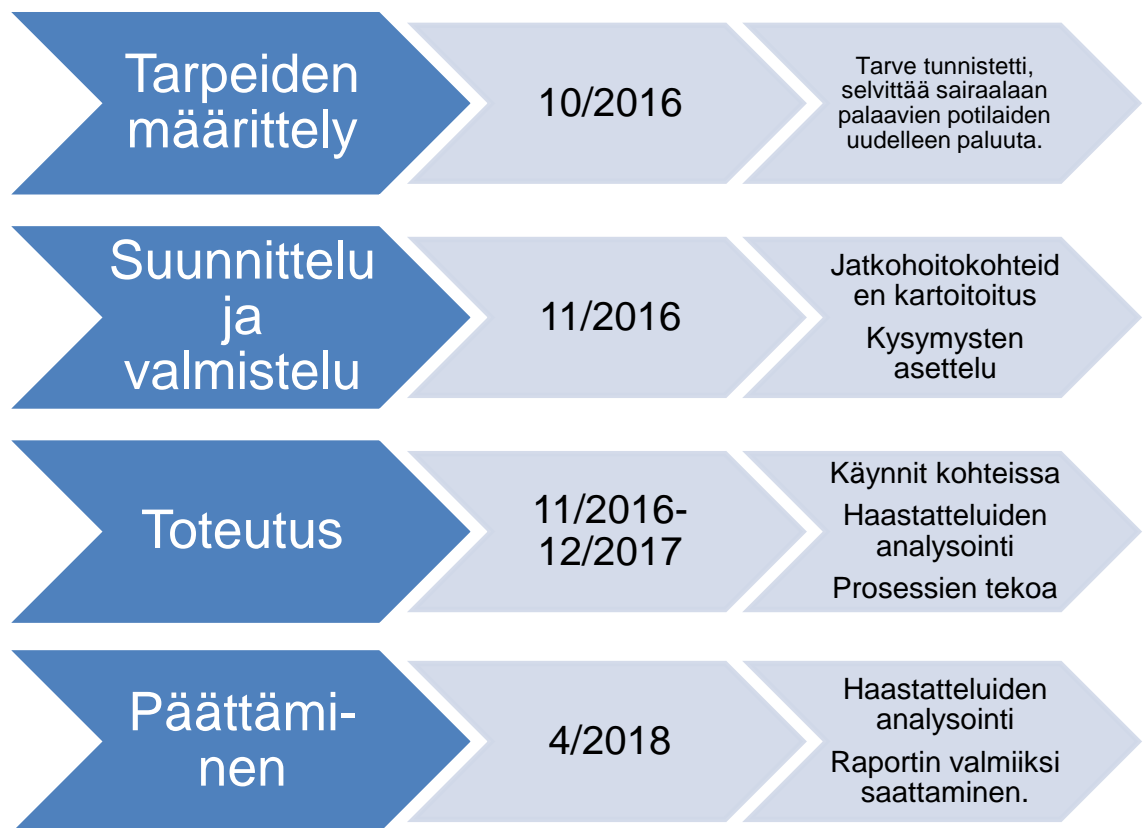 Tarpeiden
määrittely
10/2016
Tarve tunnistetti,
selvittää sairaalaan
palaavien potilaiden
uudelleen paluuta.
Suunnittelu
ja
valmistelu
11/2016
Jatkohoitokohteid
en kartoitoitus
Kysymysten
asettelu
Toteutus
11/2016-
12/2017
Käynnit kohteissa
Haastatteluiden
analysointi
Prosessien tekoa
Päättämi-
nen
4/2018
Haastatteluiden
analysointi
Raportin valmiiksi
saattaminen.